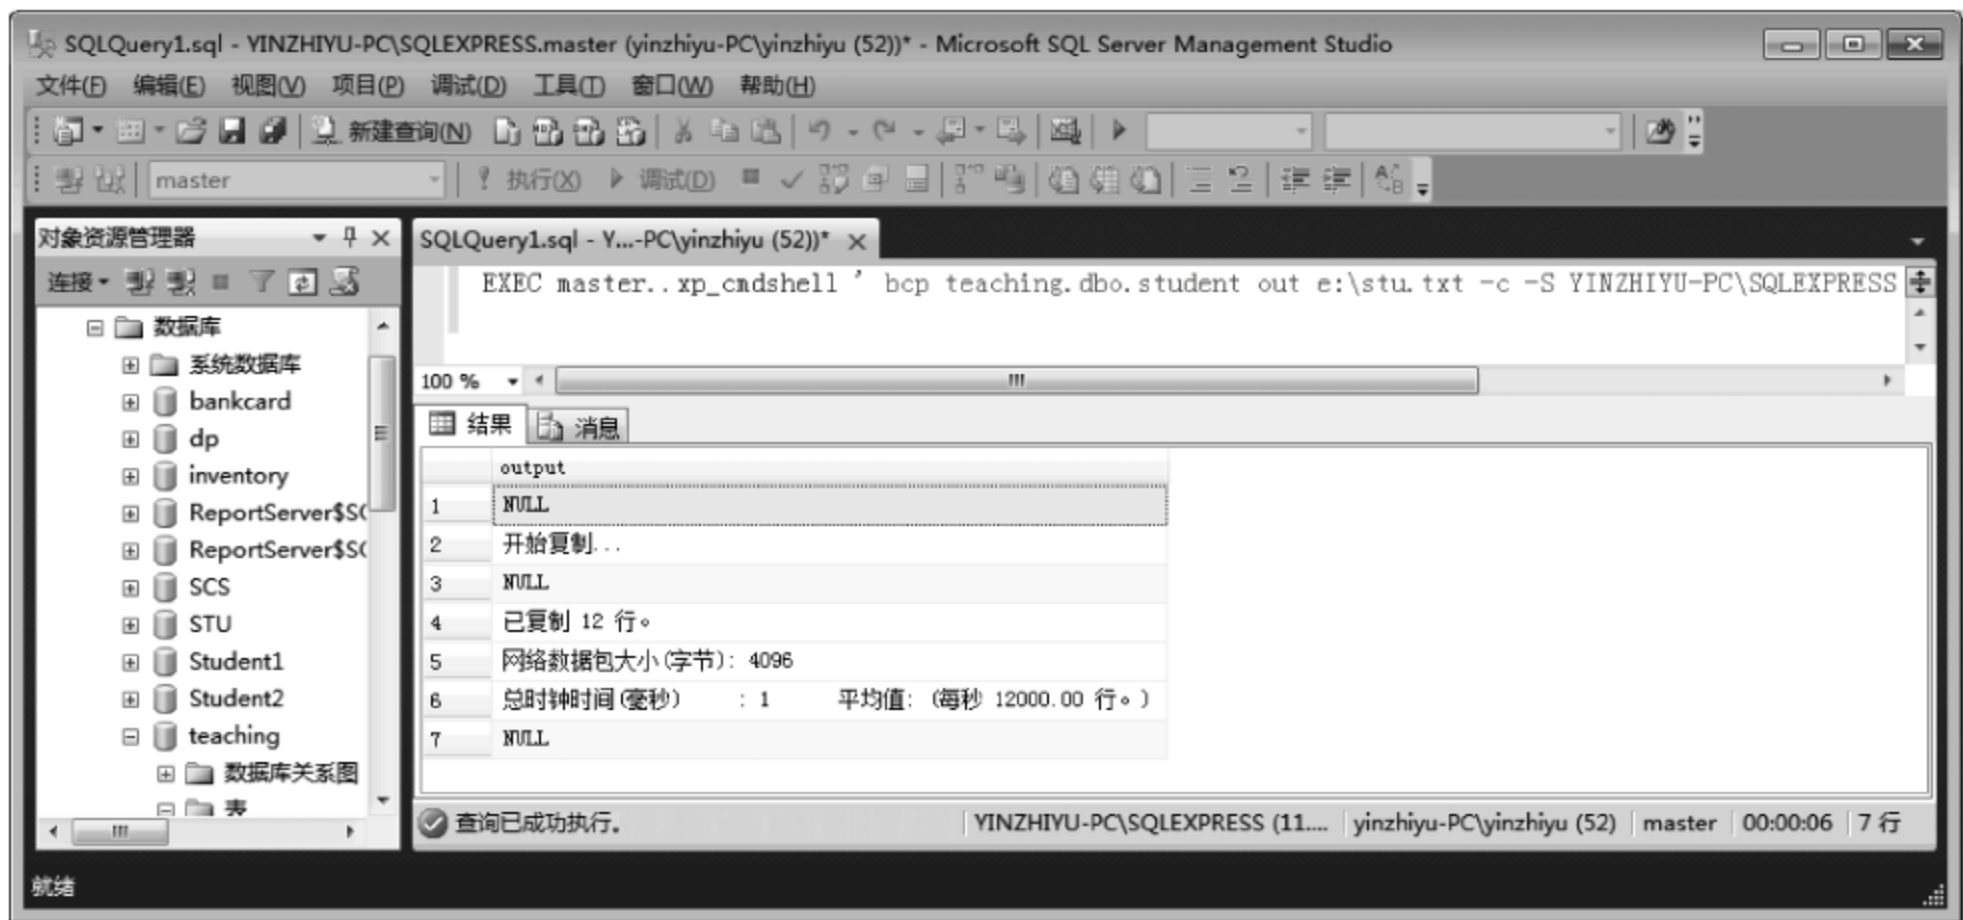 SQLQuery1.sql - YINZHIYU-PC\SQLEXPRESS.master (yinzhiyu-PC\yinzhiyu (52))* - Microsoft SQL Server Management Studio
文件(F) 编辑(E) 视图(V) 项目(P) 调试(D) 工具(T) 窗口(W) 帮助(H)
新建查询(N)
master
执行(X) 调试(D)
对象资源管理器
连接
数据库
系统数据库
bankcard
dp
inventory
ReportServer$S(
ReportServer$S(
SCS
STU
Student1
Student2
teaching
数据库关系图
表
SQLQuery1.sql - Y...-PC\yinzhiyu (52))*
EXEC master..xp_cmdshell ’ bcp teaching.dbo.student out e:\stu.txt -c -S YINZHIYU-PC\SQLEXPRESS
100 %
结果 消息
output
1 NULL
2 开始复制...
3 NULL
4 已复制 12 行。
5 网络数据包大小(字节): 4096
6 总时钟时间(毫秒) : 1 平均值: (每秒 12000.00 行。)
7 NULL
查询已成功执行。 YINZHIYU-PC\SQLEXPRESS (11.... yinzhiyu-PC\yinzhiyu (52) master 00:00:06 7 行
就绪